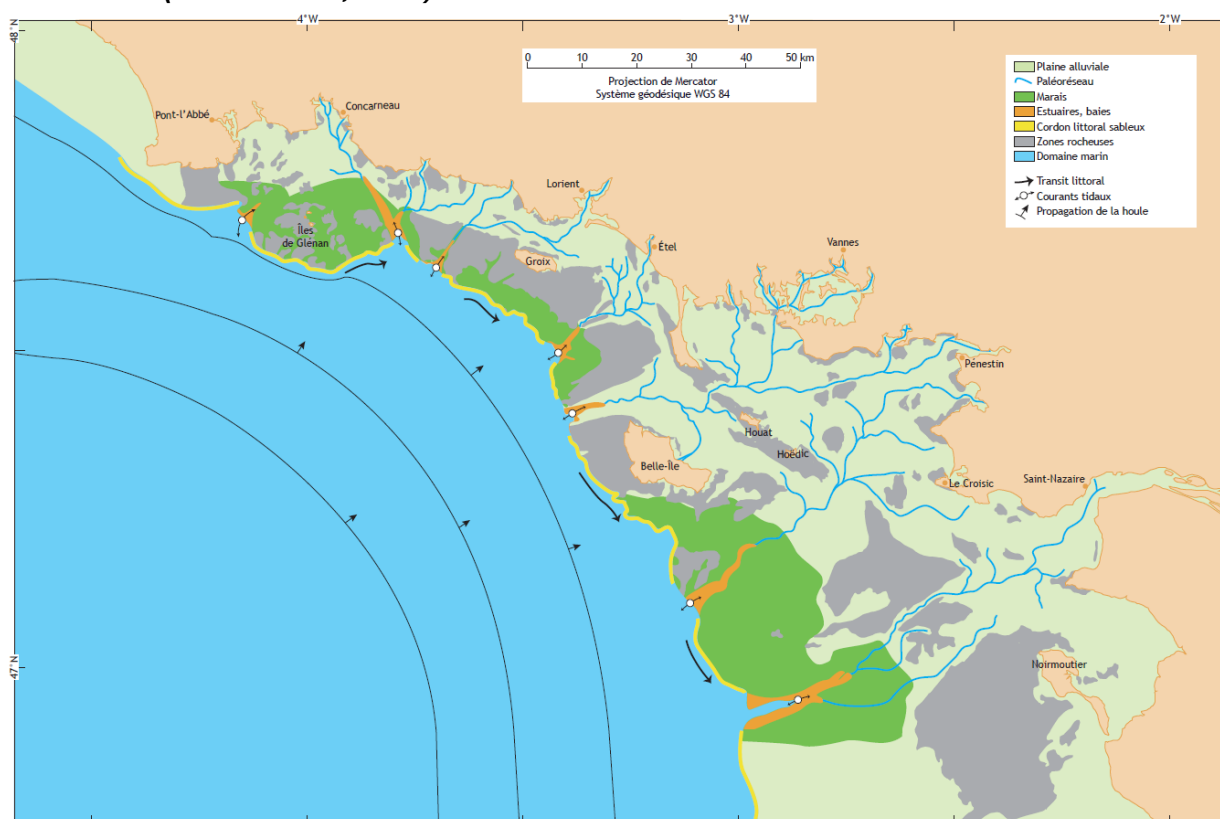 4°W
3°W
2°W
48°N
0 10 20 30 40 50 km
Projection de Mercator
Système géodésique WGS 84
Plaine alluviale
Paléoréseau
Marais
Estuaires, baies
Cordon littoral sableux
Zones rocheuses
Domaine marin
Transit littoral
Courants tidaux
Propagation de la houle
Pont-l'Abbé
Concarneau
Lorient
Îles
de Glénan
Groix
Étel
Vannes
Pénestin
Houat
Hoëdic
Belle-Île
Le Croisic
Saint-Nazaire
47°N
Noirmoutier